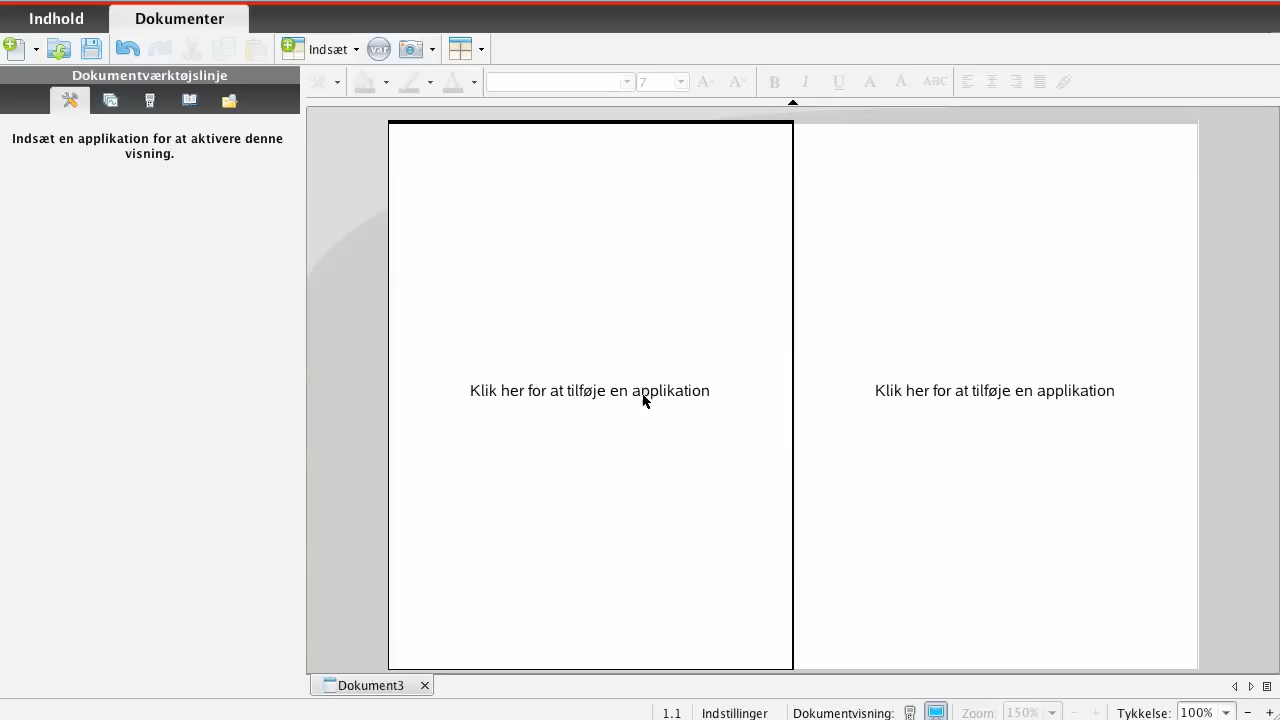 Indhold
Dokumenter
Indsæt
var
Dokumentværktøjslinje
7
B I U A A ABC
Indsæt en applikation for at aktivere denne
visning.
Klik her for at tilføje en applikation
Klik her for at tilføje en applikation
Dokument3
1.1 Indstillinger Dokumentvisning: Zoom: 150% Tykkelse: 100%